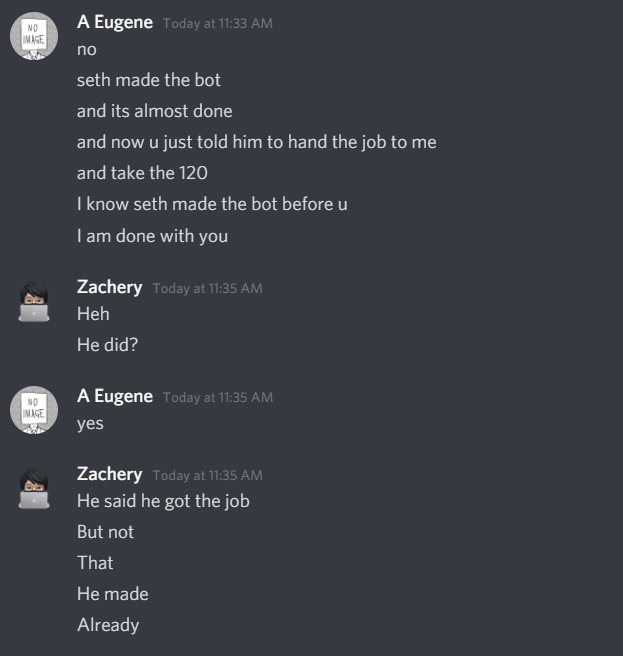 A Eugene Today at 11:33 AM
NO
IMAGE
no
seth made the bot
and its almost done
and now u just told him to hand the job to me
and take the 120
I know seth made the bot before u
I am done with you
Zachery Today at 11:35 AM
Heh
He did?
A Eugene Today at 11:35 AM
NO
IMAGE
yes
Zachery Today at 11:35 AM
He said he got the job
But not
That
He made
Already